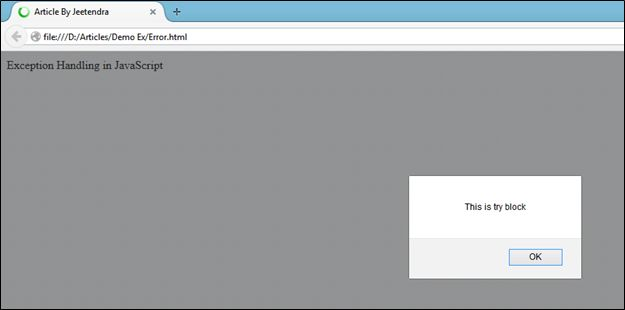 Article By Jeetendra
file:///D:/Articles/Demo Ex/Error.html
Exception Handling in JavaScript
This is try block
OK